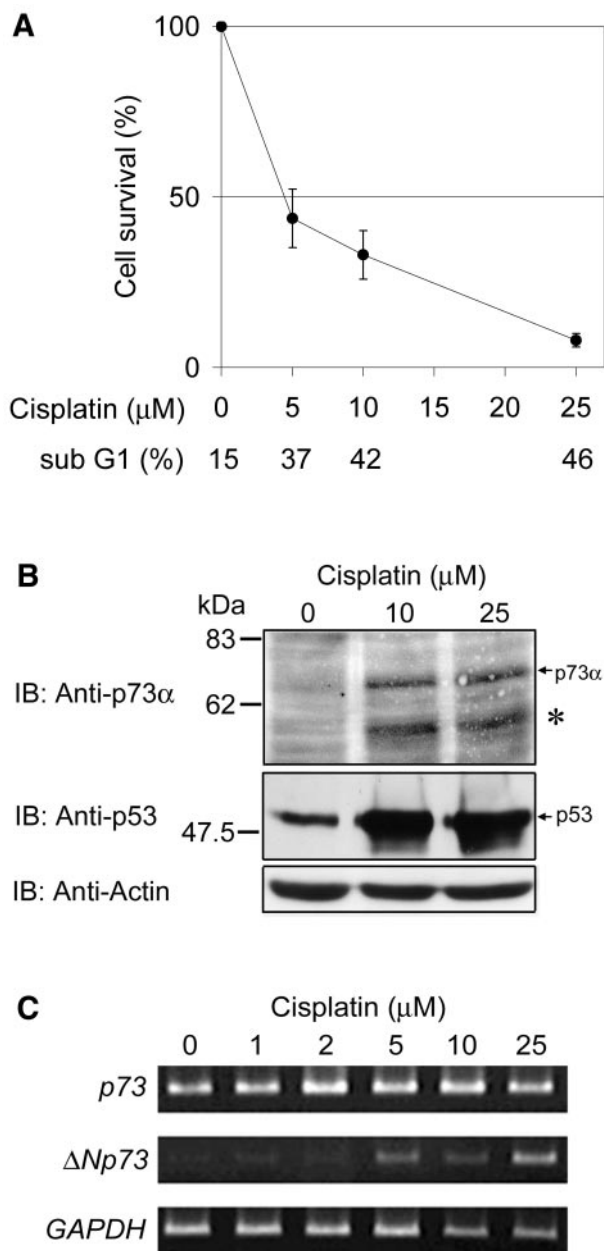 A
100
50
0
Cell survival (%)
Cisplatin (μM) 0 5 10 15 20 25
sub G1 (%) 15 37 42 46
B
Cisplatin (μM)
kDa 0 10 25
83
IB: Anti-p73α
p73α
62
*
IB: Anti-p53
p53
47.5
IB: Anti-Actin
C
Cisplatin (μM)
0 1 2 5 10 25
p73
ΔNp73
GAPDH